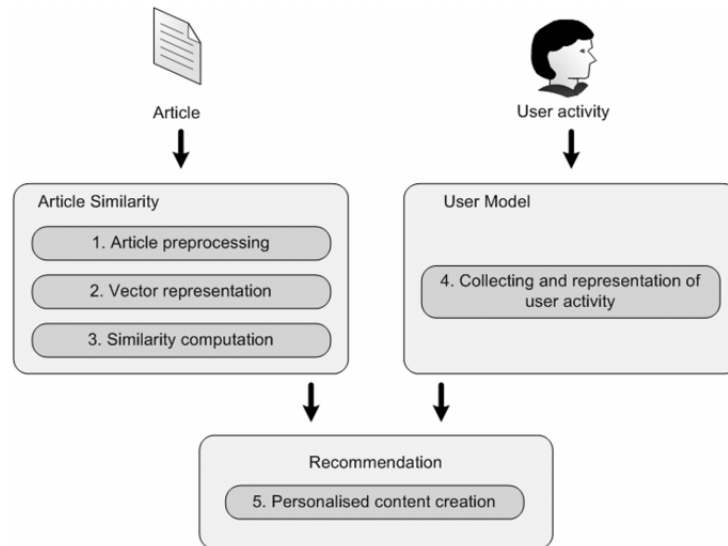 Article
User activity
Article Similarity
1. Article preprocessing
2. Vector representation
3. Similarity computation
User Model
4. Collecting and representation of
user activity
Recommendation
5. Personalised content creation